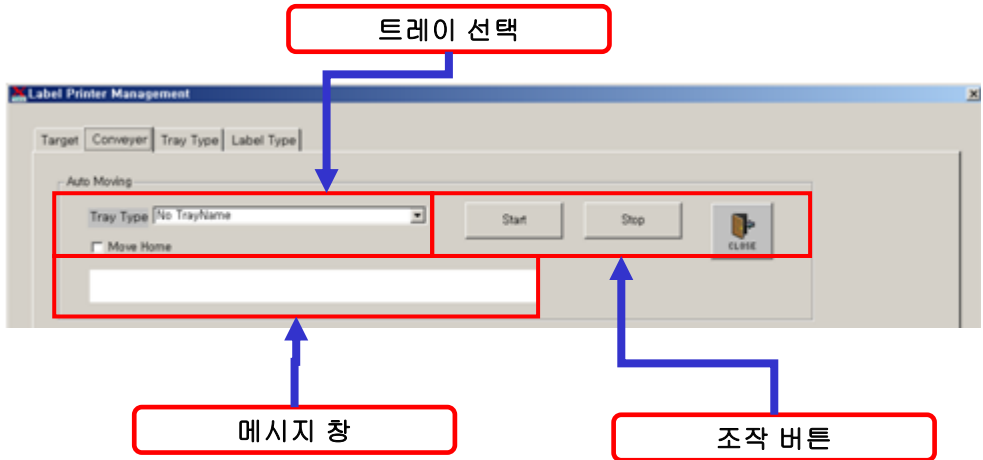 트레이 선택
Label Printer Management
Target Conveyer Tray Type Label Type
Auto Moving
Tray Type No TrayName Start Stop
Move Home CLOSE
메시지 창
조작 버튼